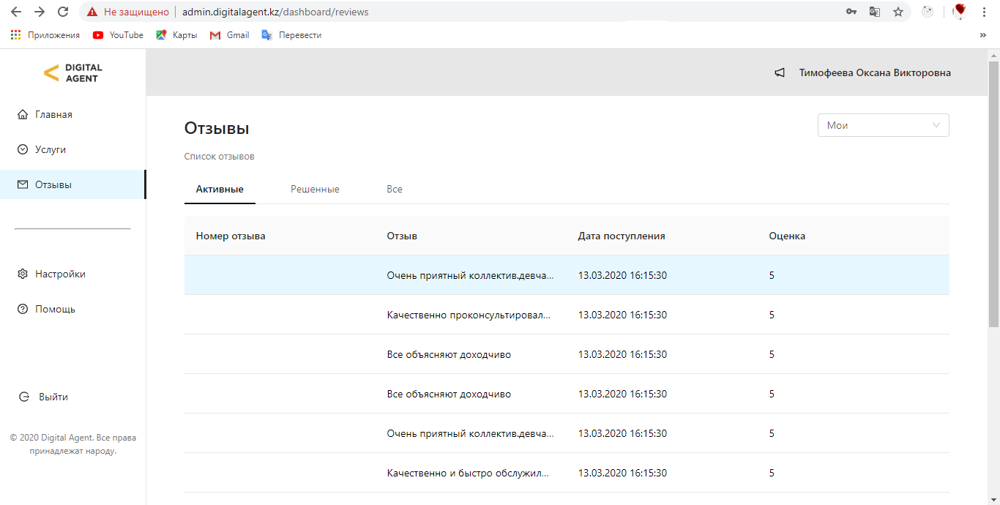 Не защищено admin.digitalagent.kz/dashboard/reviews
Приложения YouTube Карты Gmail Перевести »
DIGITAL
AGENT
Тимофеева Оксана Викторовна
Главная
Услуги
Отзывы
Настройки
Помощь
Выйти
© 2020 Digital Agent. Все права
принадлежат народу.
Отзывы
Мои
Список отзывов
Активные Решенные Все
Номер отзыва Отзыв Дата поступления Оценка
Очень приятный коллектив.девча... 13.03.2020 16:15:30 5
Качественно проконсультировал... 13.03.2020 16:15:30 5
Все объясняют доходчиво 13.03.2020 16:15:30 5
Все объясняют доходчиво 13.03.2020 16:15:30 5
Очень приятный коллектив.девча... 13.03.2020 16:15:30 5
Качественно и быстро обслужил... 13.03.2020 16:15:30 5